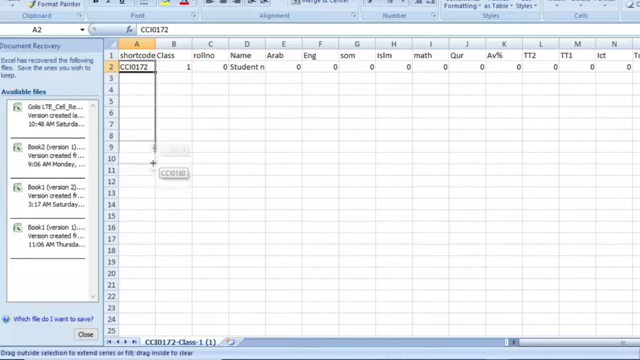 Format Painter
Merge & Center
Formatting as Table Styles
Clipboard
Font
Alignment
Number
A2
CCI0172
Document Recovery
Excel has recovered the following files. Save the ones you wish to keep.
Available files
Golis LTE_Cell_Re...
Version created la...
10:48 AM Saturda...
Book2 (version 1)....
Version created fr...
9:06 AM Monday, ...
Book1 (version 2)....
Version created fr...
3:17 AM Saturday...
Book1 (version 1)....
Version created fr...
11:06 AM Thursda...
Which file do I want to save?
Close
A B C D E F G H I J K L M N
1 shortcode Class rollno Name Arab Eng som Islm math Qur Av% TT2 TT1 Ict
2 CCI0172 1 0 Student n 0 0 0 0 0 0 0 0 0 0
3
4
5
6
7
8
9
10
11
12
13
14
15
16
17
18
19
20
21
22
23
24
25
CCI0180
CCI0172-Class-1 (1)
Drag outside selection to extend series or fill; drag inside to clear